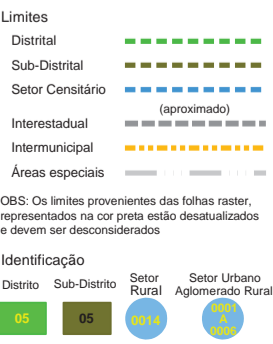 Limites
Distrital
Sub-Distrital
Setor Censitário
(aproximado)
Interestadual
Intermunicipal
Áreas especiais
OBS: Os limites provenientes das folhas raster,
representados na cor preta estão desatualizados
e devem ser desconsiderados
Identificação
Distrito
Sub-Distrito
Setor
Rural
Setor Urbano
Aglomerado Rural
05
05
0014
0001
A
0006